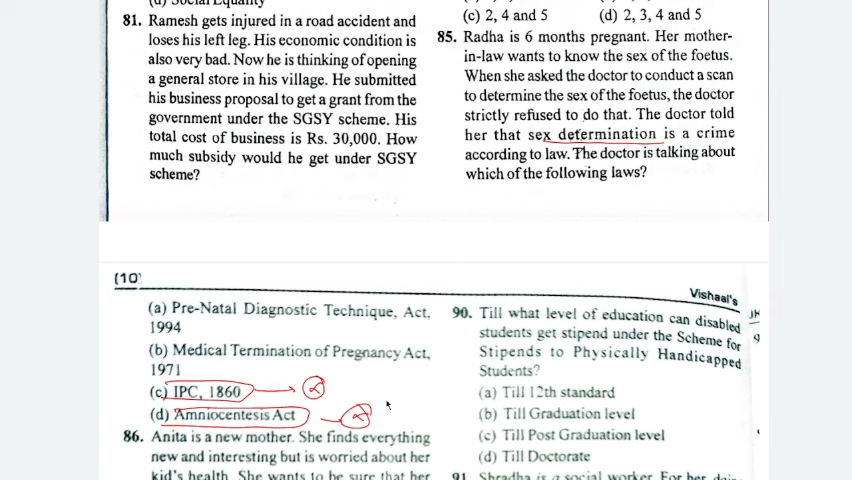 (d) Social Equality
81. Ramesh gets injured in a road accident and
loses his left leg. His economic condition is
also very bad. Now he is thinking of opening
a general store in his village. He submitted
his business proposal to get a grant from the
government under the SGSY scheme. His
total cost of business is Rs. 30,000. How
much subsidy would he get under SGSY
scheme?
(c) 2, 4 and 5 (d) 2, 3, 4 and 5
85. Radha is 6 months pregnant. Her mother-
in-law wants to know the sex of the foetus.
When she asked the doctor to conduct a scan
to determine the sex of the foetus, the doctor
strictly refused to do that. The doctor told
her that sex determination is a crime
according to law. The doctor is talking about
which of the following laws?
(10)
Vishaal's
(a) Pre-Natal Diagnostic Technique, Act,
1994
(b) Medical Termination of Pregnancy Act,
1971
(c) IPC, 1860
(d) Amniocentesis Act
86. Anita is a new mother. She finds everything
new and interesting but is worried about her
kid's health. She wants to be sure that her
90. Till what level of education can disabled
students get stipend under the Scheme for
Stipends to Physically Handicapped
Students?
(a) Till 12th standard
(b) Till Graduation level
(c) Till Post Graduation level
(d) Till Doctorate
91. Shradha is a social worker. For her